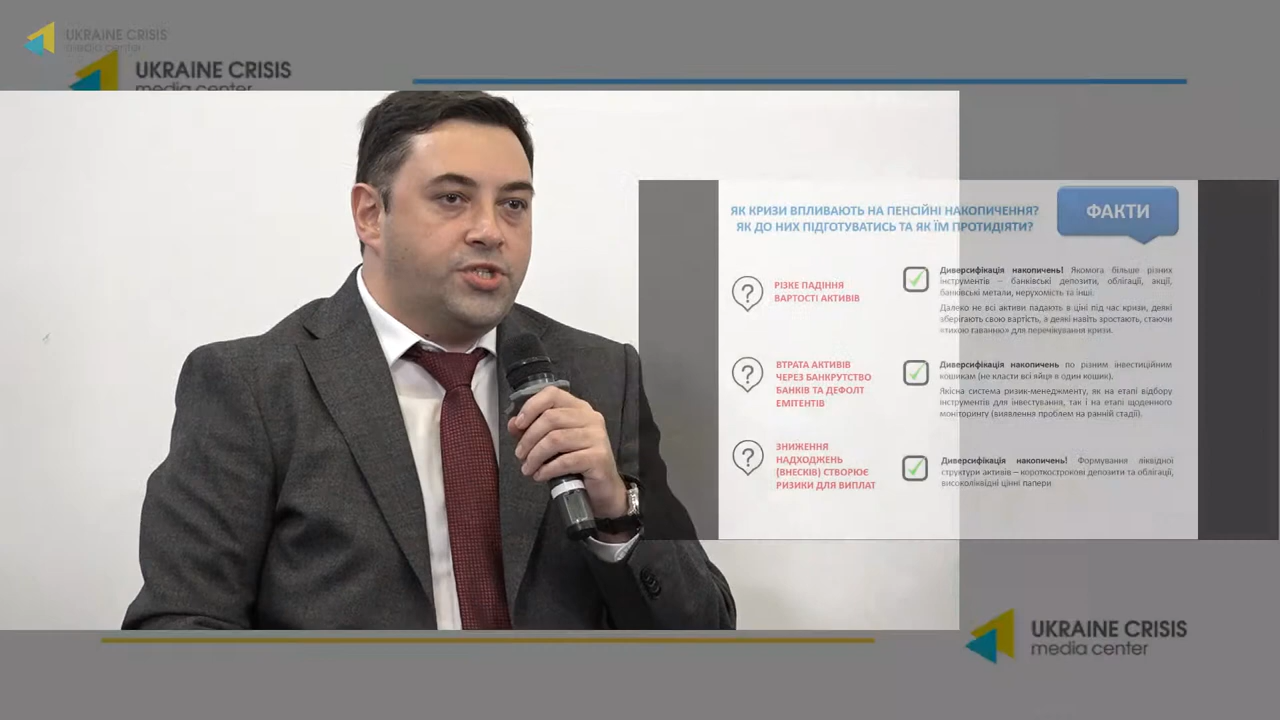 UKRAINE CRISIS
media center
UKRAINE CRISIS
media center
ЯК КРИЗИ ВПЛИВАЮТЬ НА ПЕНСІЙНІ НАКОПИЧЕННЯ?
ЯК ДО НИХ ПІДГОТУВАТИСЬ ТА ЯК ЇМ ПРОТИДІЯТИ?
ФАКТИ
РІЗКЕ ПАДІННЯ
ВАРТОСТІ АКТИВІВ
Диверсифікація накопичень! Якомога більше різних
інструментів – банківські депозити, облігації, акції,
банківські метали, нерухомість та інші.
Далеко не всі активи падають в ціні під час кризи, деякі
зберігають свою вартість, а деякі навіть зростають, стаючи
«тихою гаванню» для перечікування кризи.
ВТРАТА АКТИВІВ
ЧЕРЕЗ БАНКРУТСТВО
БАНКІВ ТА ДЕФОЛТ
ЕМІТЕНТІВ
Диверсифікація накопичень по різним інвестиційним
кошикам (не класти всі яйця в один кошик).
Якісна система ризик-менеджменту, як на етапі відбору
інструментів для інвестування, так і на етапі щоденного
моніторингу (виявлення проблем на ранній стадії).
ЗНИЖЕННЯ
НАДХОДЖЕНЬ
(ВНЕСКІВ) СТВОРЮЄ
РИЗИКИ ДЛЯ ВИПЛАТ
Диверсифікація накопичень! Формування ліквідної
структури активів – короткострокові депозити та облігації,
високоліквідні цінні папери.
UKRAINE CRISIS
media center